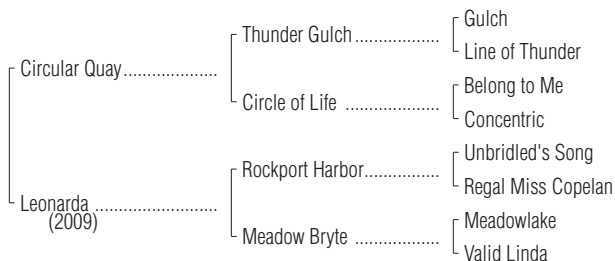 Gulch
Thunder Gulch ....................
Line of Thunder
Circular Quay......................
Belong to Me
Circle of Life ......................
Concentric
Unbridled's Song
Rockport Harbor..................
Regal Miss Copelan
Leonarda ............................
(2009)
Meadowlake
Meadow Bryte ....................
Valid Linda